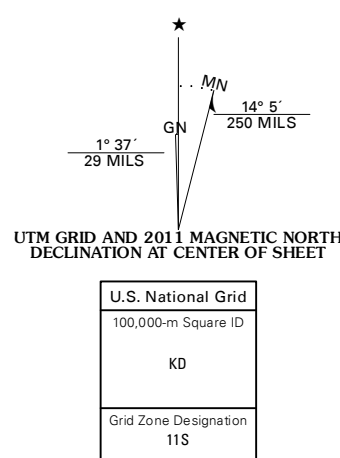 ★
MN
GN
14° 5´
250 MILS
1° 37´
29 MILS
UTM GRID AND 2011 MAGNETIC NORTH
DECLINATION AT CENTER OF SHEET
U.S. National Grid
100,000-m Square ID
KD
Grid Zone Designation
11S